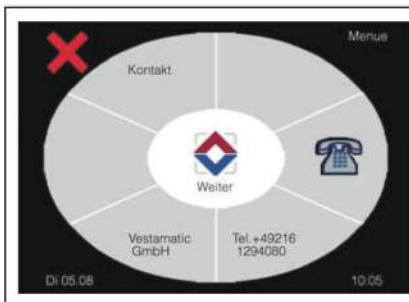 Menue
Kontakt
Weiter
Vestamatic
GmbH
Tel.+49216
1294080
Di 05.08
10:05